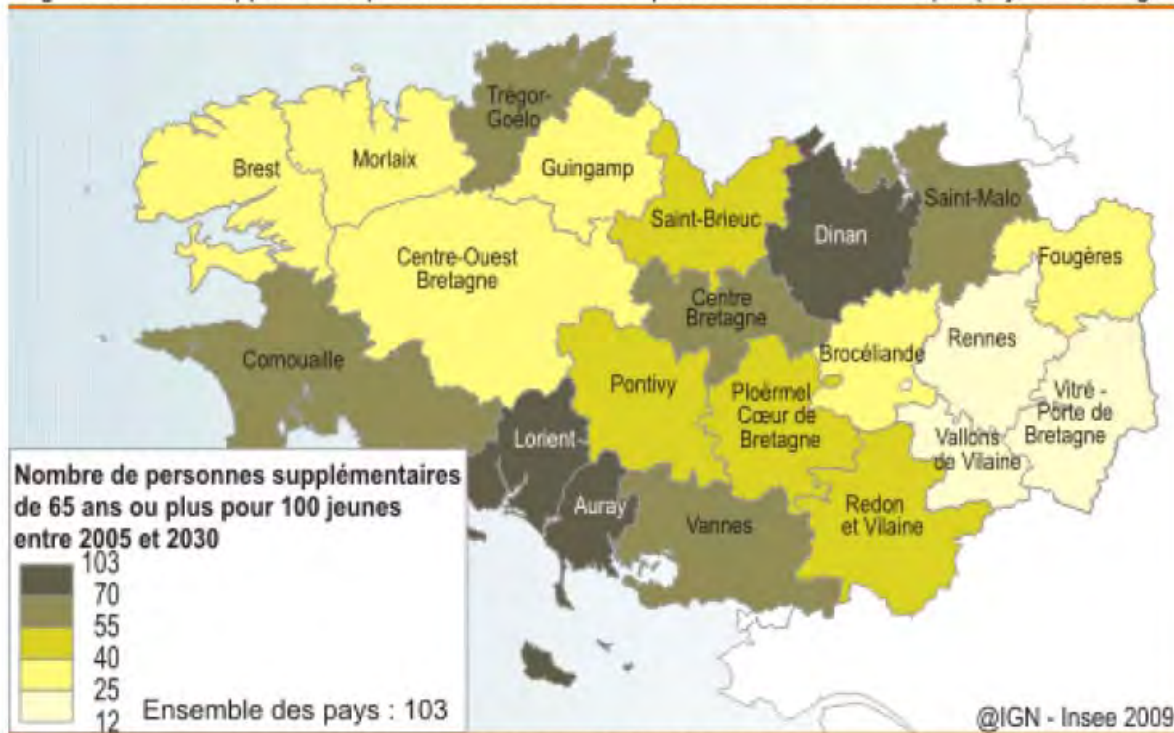 Trégor-
Goëlo
Brest
Morlaix
Guingamp
Saint-Malo
Saint-Brieuc
Dinan
Fougères
Centre-Ouest
Bretagne
Centre
Bretagne
Rennes
Cornouaille
Brocéliande
Pontivy
Ploërmel
Cœur de
Bretagne
Vitré -
Porte de
Bretagne
Lorient
Vallons
de Vilaine
Auray
Vannes
Redon
et Vilaine
Nombre de personnes supplémentaires
de 65 ans ou plus pour 100 jeunes
entre 2005 et 2030
103
70
55
40
25
12
Ensemble des pays : 103
@IGN - Insee 2009